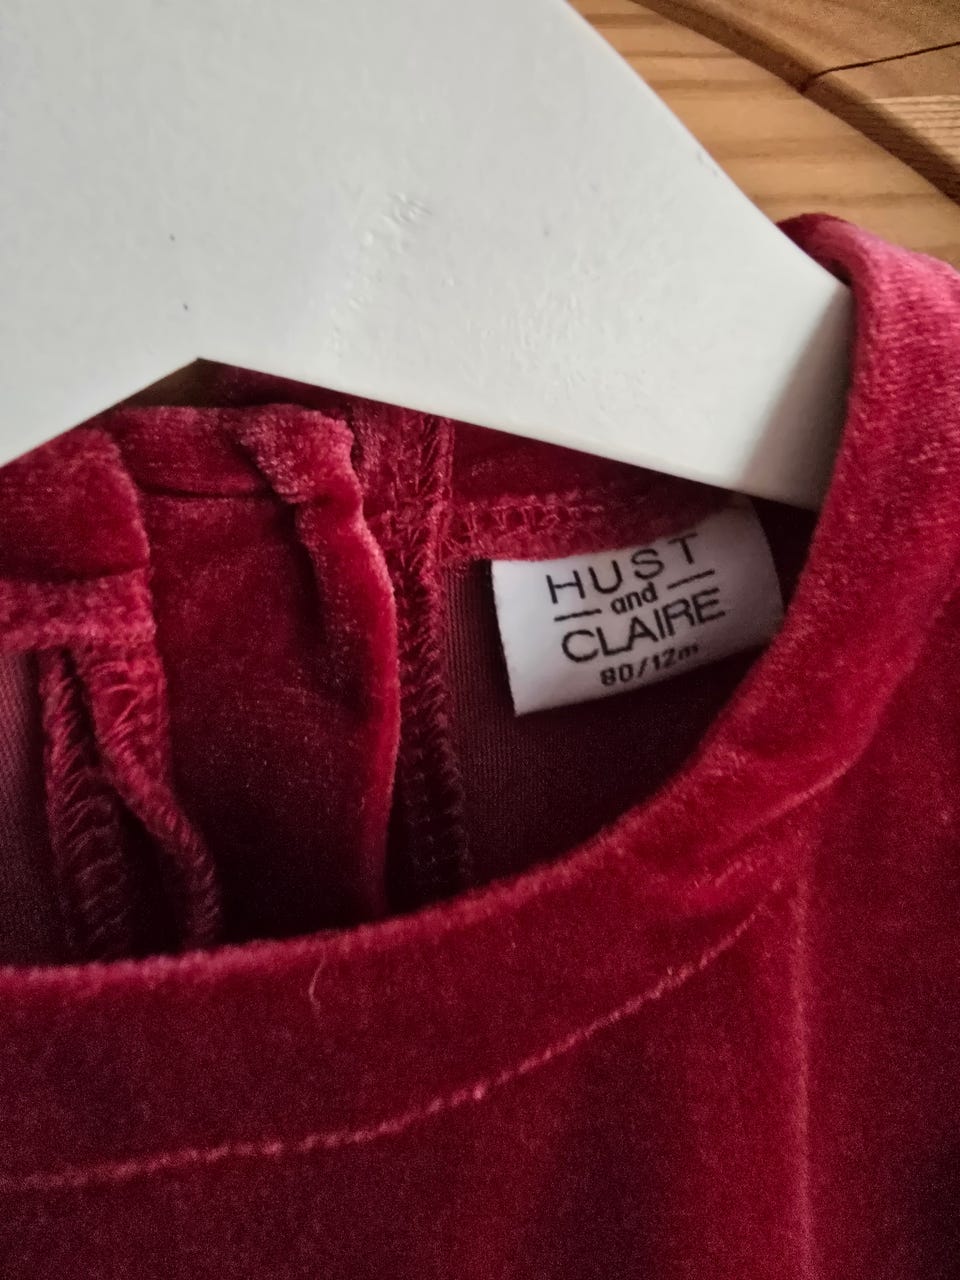 HUST
and
CLAIRE
80/12m